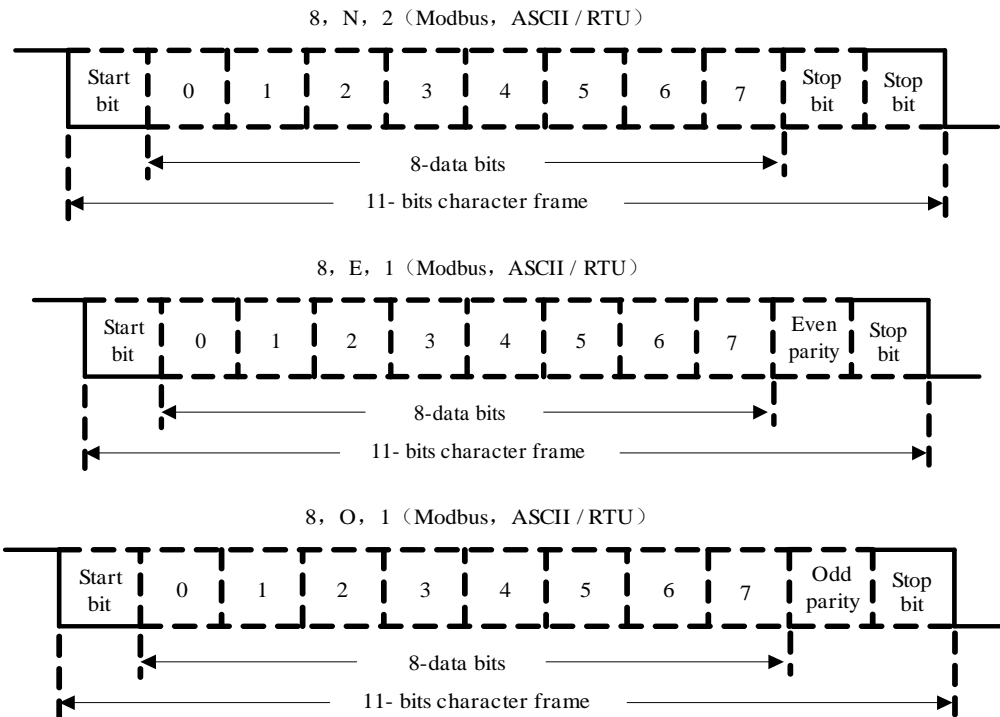 8，N，2（Modbus，ASCII / RTU）
Start bit 0 1 2 3 4 5 6 7 Stop bit Stop bit
8-data bits
11- bits character frame
8，E，1（Modbus，ASCII / RTU）
Start bit 0 1 2 3 4 5 6 7 Even parity Stop bit
8-data bits
11- bits character frame
8，O，1（Modbus，ASCII / RTU）
Start bit 0 1 2 3 4 5 6 7 Odd parity Stop bit
8-data bits
11- bits character frame